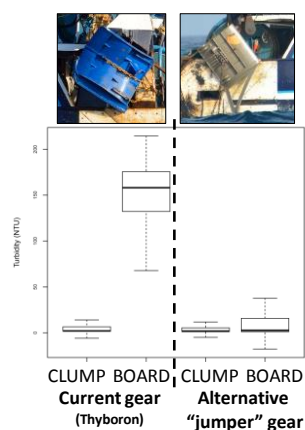 200
150
100
50
0
Turbidity (NTU)
CLUMP BOARD CLUMP BOARD
Current gear Alternative
(Thyboron) "jumper" gear